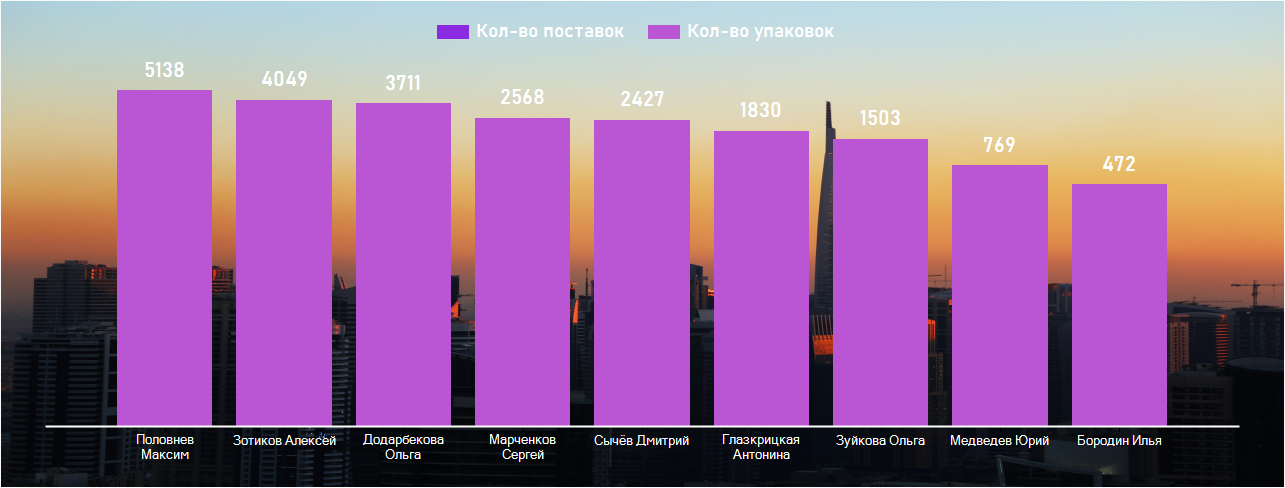 Кол-во поставок Кол-во упаковок
5138
4049
3711
2568
2427
1830
1503
769
472
Половнев
Максим
Зотиков Алексей
Додарбекова
Ольга
Марченков
Сергей
Сычёв Дмитрий
Глазкрицкая
Антонина
Зуйкова Ольга
Медведев Юрий
Бородин Илья